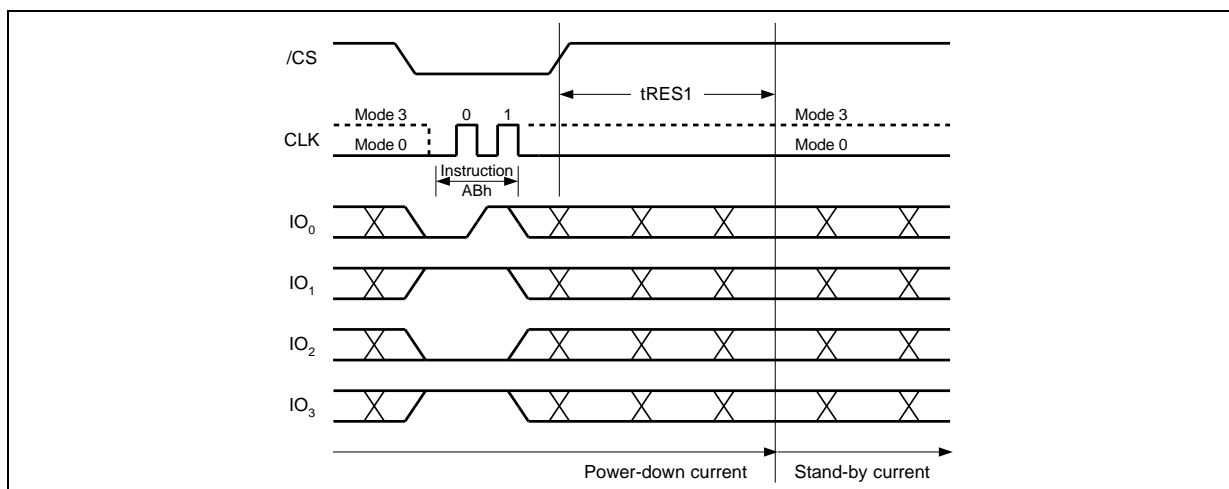 /CS
tRES1
Mode 3 0 1 Mode 3
CLK
Mode 0 Mode 0
Instruction
ABh
IO0
IO1
IO2
IO3
Power-down current Stand-by current